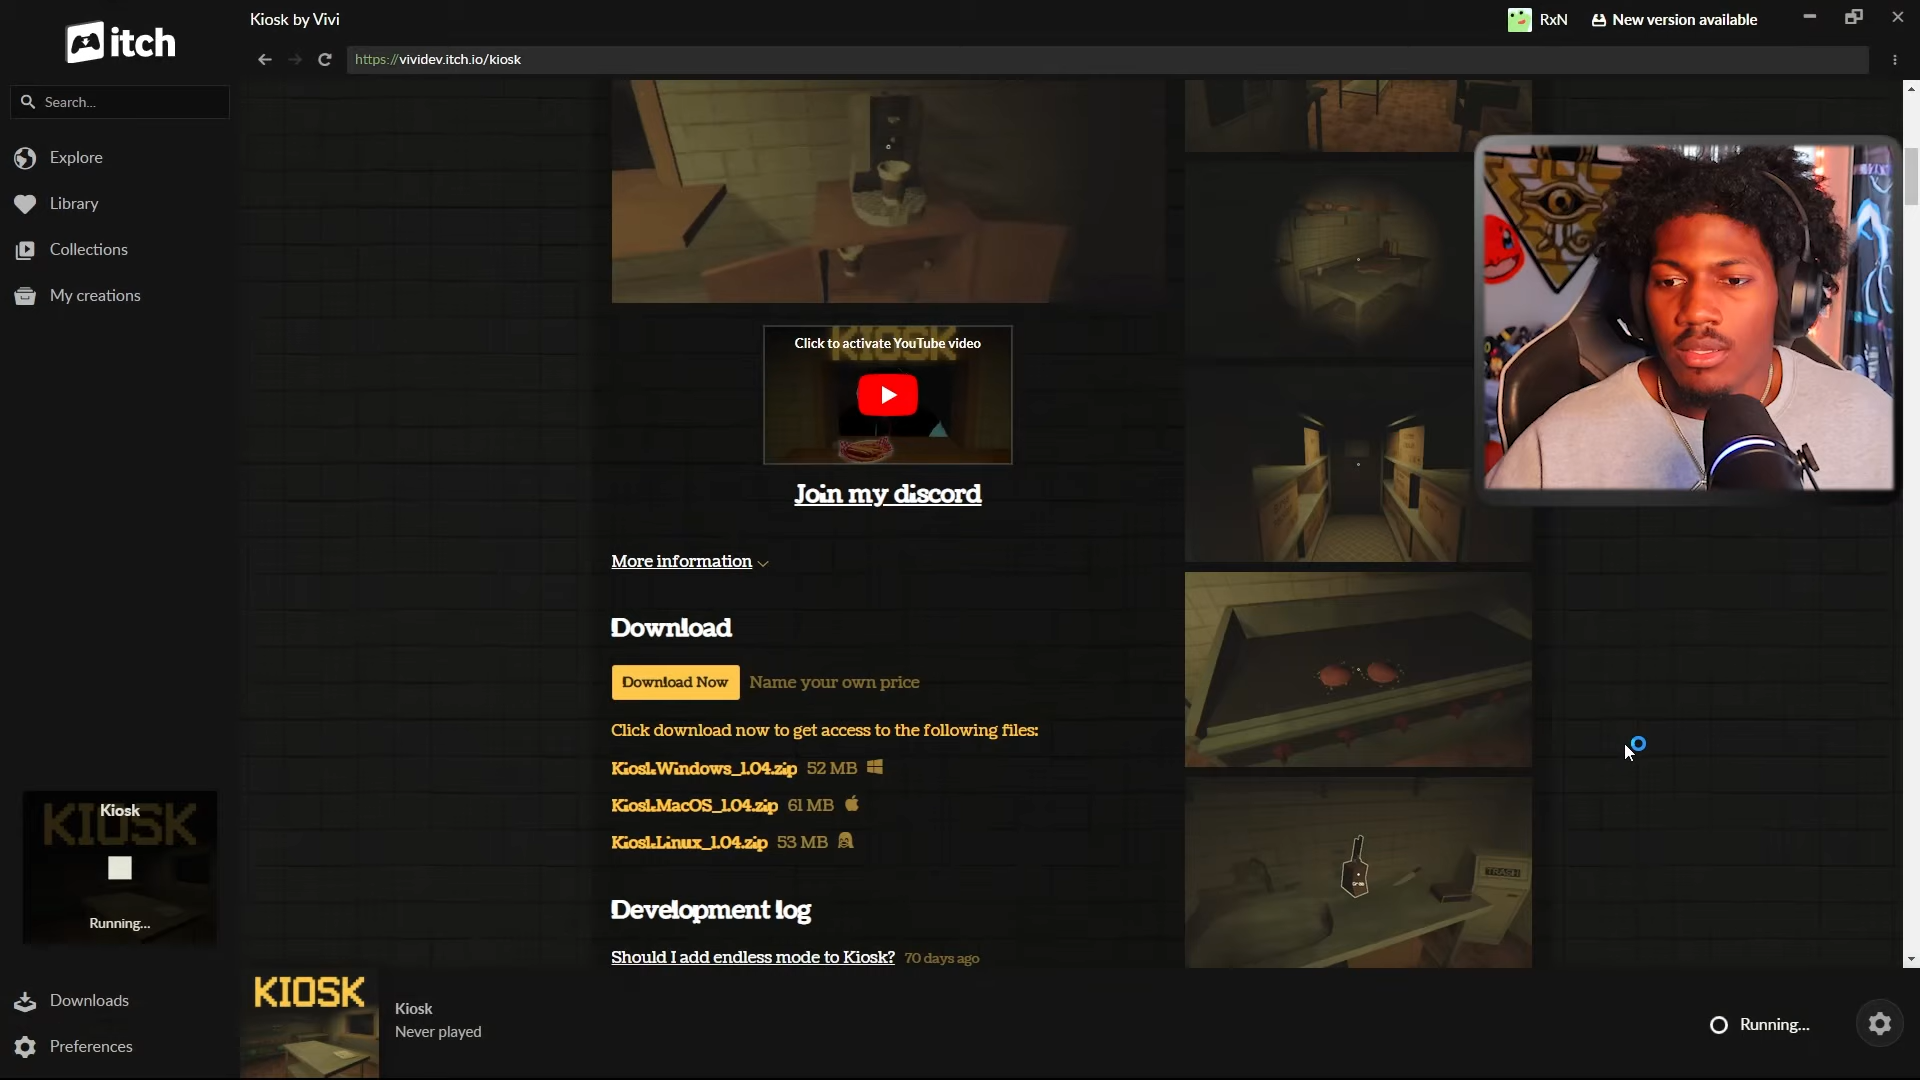 itch
Kiosk by Vivi
RxN
New version available
https://vividev.itch.io/kiosk
Search...
Explore
Library
Collections
My creations
KIOSK
Click to activate YouTube video
Join my discord
More information
Download
Download Now
Name your own price
Click download now to get access to the following files:
Kiosk.Windows_1.04.zip 52 MB
Kiosk.MacOS_1.04.zip 61 MB
Kiosk.Linux_1.04.zip 53 MB
TRASH
Development log
Should I add endless mode to Kiosk? 70 days ago
Kiosk
KIOSK
Running...
Downloads
Preferences
KIOSK
Kiosk
Never played
Running...